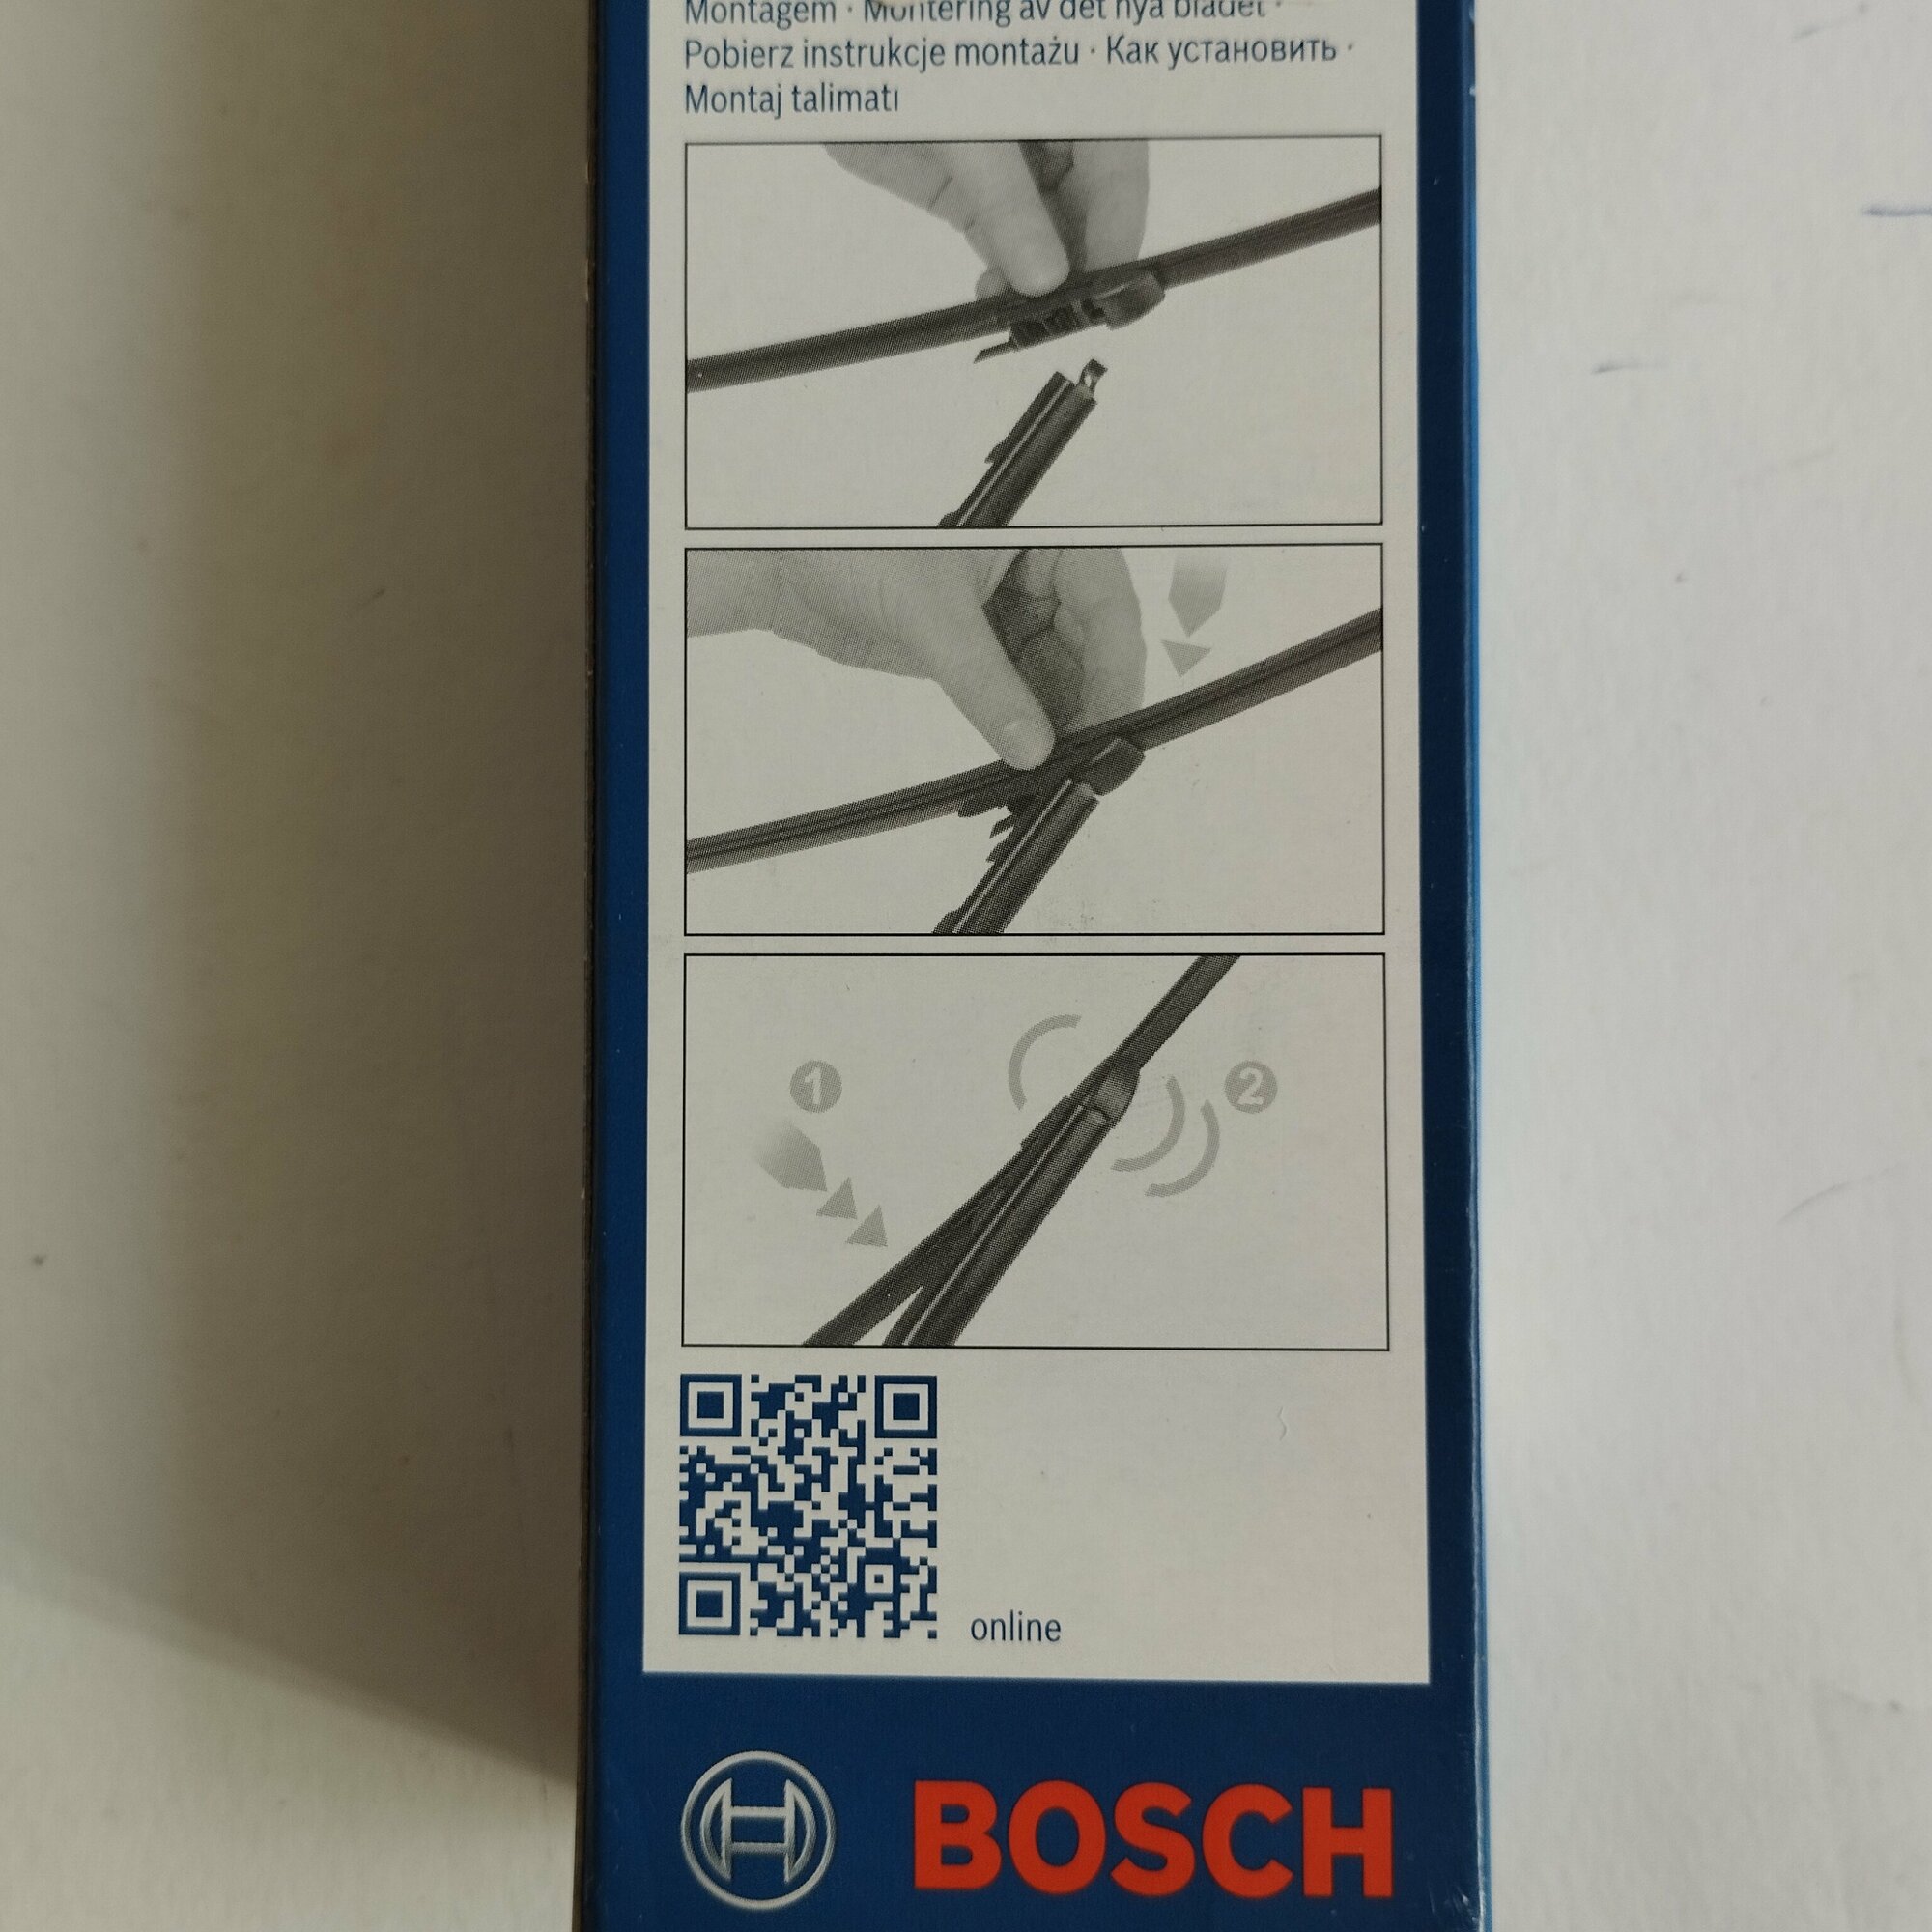 Montagem · Montering av det nya bladet ·
Pobierz instrukcje montażu · Как установить ·
Montaj talimatı
1
2
online
BOSCH